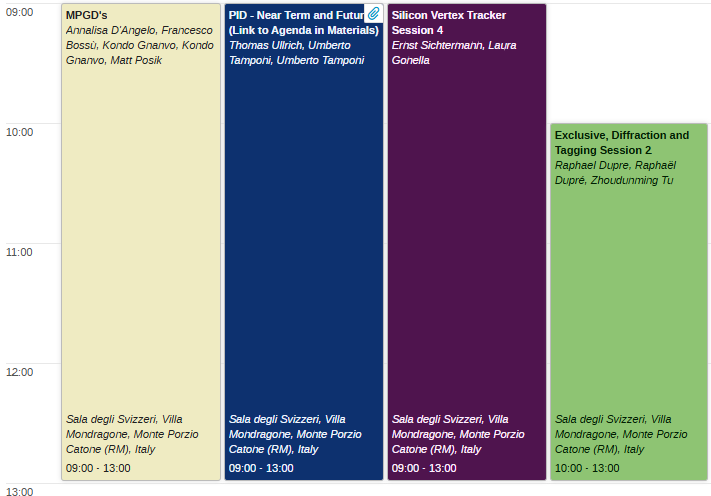 09:00
10:00
11:00
12:00
13:00
MPGD's
Annalisa D'Angelo, Francesco
Bossù, Kondo Gnanvo, Kondo
Gnanvo, Matt Posik
Sala degli Svizzeri, Villa
Mondragone, Monte Porzio
Catone (RM), Italy
09:00 - 13:00
PID - Near Term and Futur
(Link to Agenda in Materials)
Thomas Ullrich, Umberto
Tamponi, Umberto Tamponi
Sala degli Svizzeri, Villa
Mondragone, Monte Porzio
Catone (RM), Italy
09:00 - 13:00
Silicon Vertex Tracker
Session 4
Ernst Sichtermann, Laura
Gonella
Sala degli Svizzeri, Villa
Mondragone, Monte Porzio
Catone (RM), Italy
09:00 - 13:00
Exclusive, Diffraction and
Tagging Session 2
Raphael Dupre, Raphaël
Dupré, Zhoudunming Tu
Sala degli Svizzeri, Villa
Mondragone, Monte Porzio
Catone (RM), Italy
10:00 - 13:00